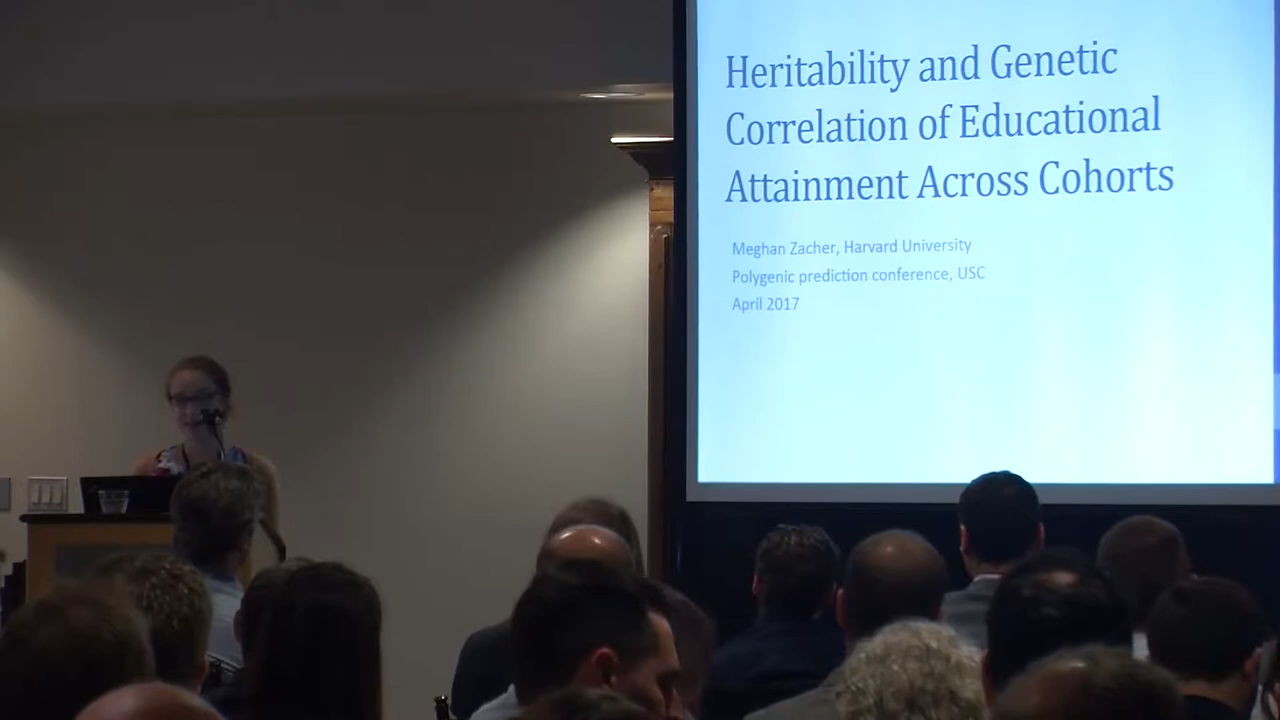 Heritability and Genetic
Correlation of Educational
Attainment Across Cohorts
Meghan Zacher, Harvard University
Polygenic prediction conference, USC
April 2017